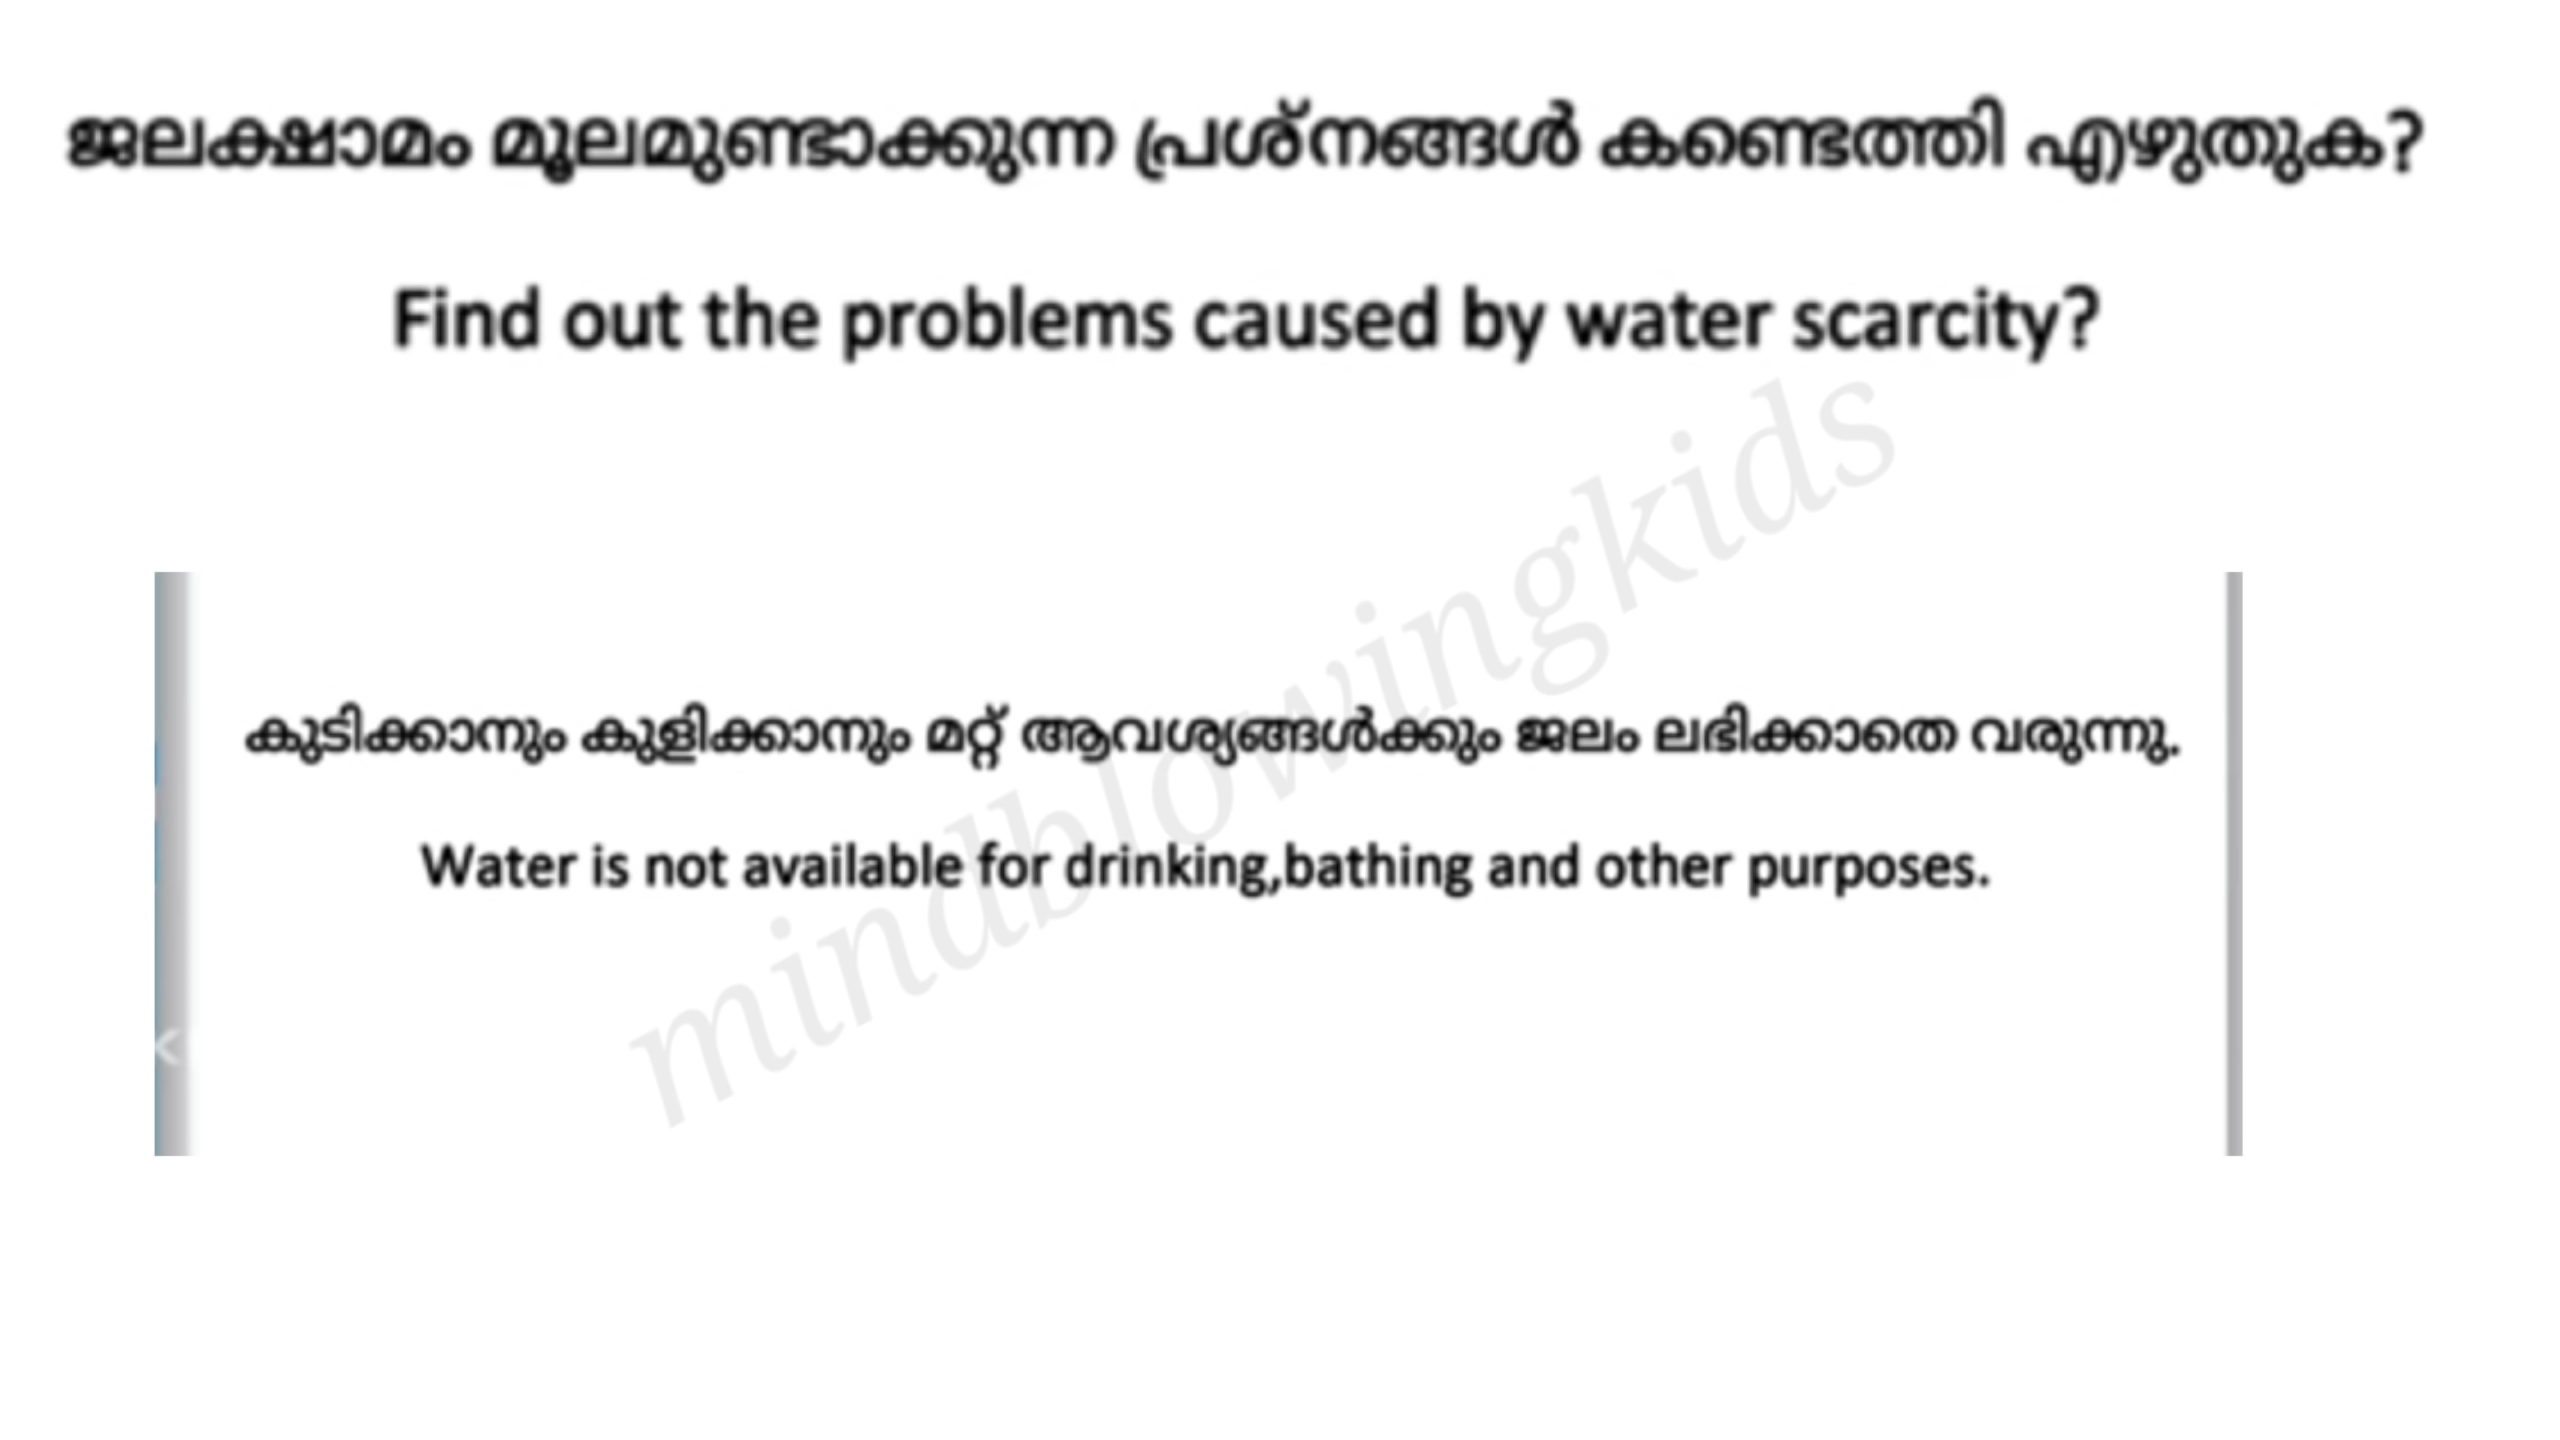 ജലക്ഷാമം മൂലമുണ്ടാക്കുന്ന പ്രശ്നങ്ങൾ കണ്ടെത്തി എഴുതുക?
Find out the problems caused by water scarcity?
കുടിക്കാനും കുളിക്കാനും മറ്റ് ആവശ്യങ്ങൾക്കും ജലം ലഭിക്കാതെ വരുന്നു.
Water is not available for drinking,bathing and other purposes.
mindblowingkids